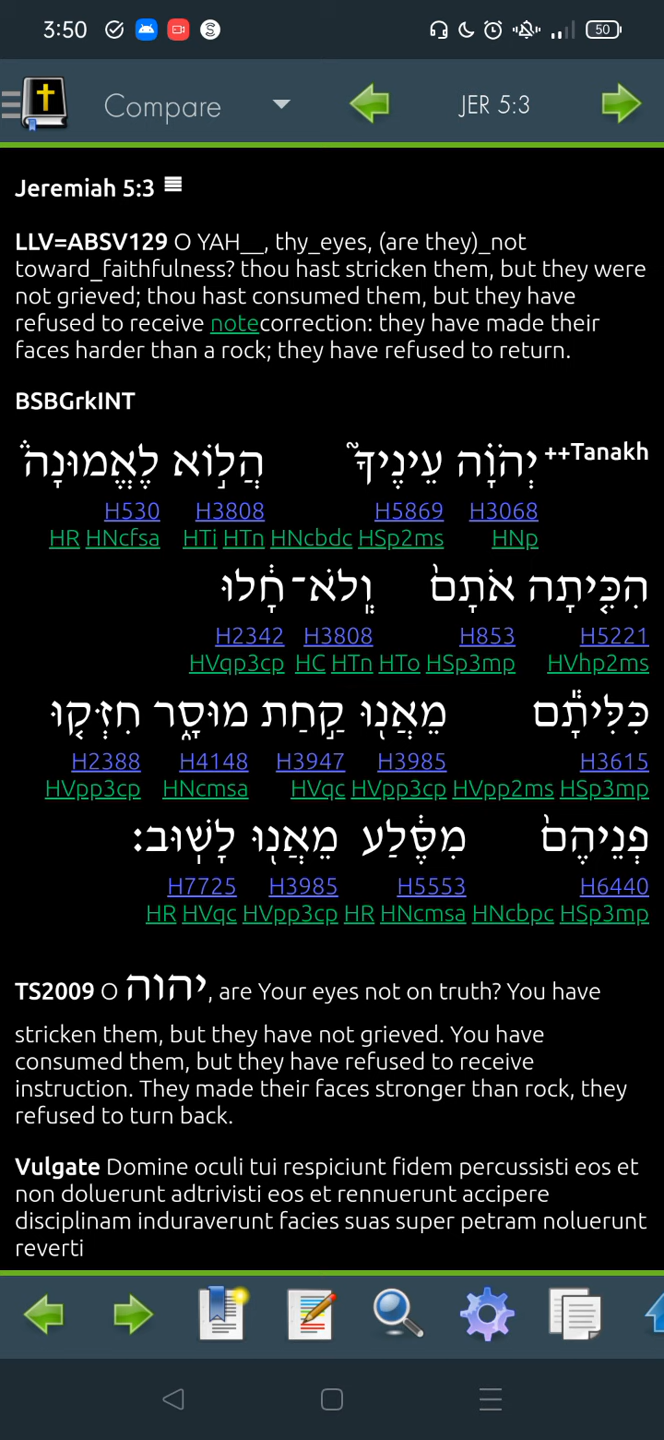 3:50 50
Compare JER 5:3
Jeremiah 5:3
LLV=ABSV129 O YAH__, thy_eyes, (are they)_not
toward_faithfulness? thou hast stricken them, but they were
not grieved; thou hast consumed them, but they have
refused to receive notecorrection: they have made their
faces harder than a rock; they have refused to return.
BSBGrkINT
++Tanakh יְהֹוָ֗ה עֵינֶיךָ֮ הֲל֣וֹא לֶאֱמוּנָה֒
H530 H3808 H5869 H3068
HR HNcfsa HTi HTn HNcbdc HSp2ms HNp
הִכִּ֤יתָה אֹתָם֙ וְֽלֹא־חָ֔לוּ
H2342 H3808 H853 H5221
HVqp3cp HC HTn HTo HSp3mp HVhp2ms
כִּלִּיתָ֕ם מֵאֲנ֖וּ קַ֣חַת מוּסָ֑ר חִזְּק֤וּ
H2388 H4148 H3947 H3985 H3615
HVpp3cp HNcmsa HVqc HVpp3cp HVpp2ms HSp3mp
פְנֵיהֶם֙ מִסֶּ֔לַע מֵאֲנ֖וּ לָשֽׁוּב׃
H7725 H3985 H5553 H6440
HR HVqc HVpp3cp HR HNcmsa HNcbpc HSp3mp
TS2009 O יהוה, are Your eyes not on truth? You have
stricken them, but they have not grieved. You have
consumed them, but they have refused to receive
instruction. They made their faces stronger than rock, they
refused to turn back.
Vulgate Domine oculi tui respiciunt fidem percussisti eos et
non doluerunt adtrivisti eos et rennuerunt accipere
disciplinam induraverunt facies suas super petram noluerunt
reverti